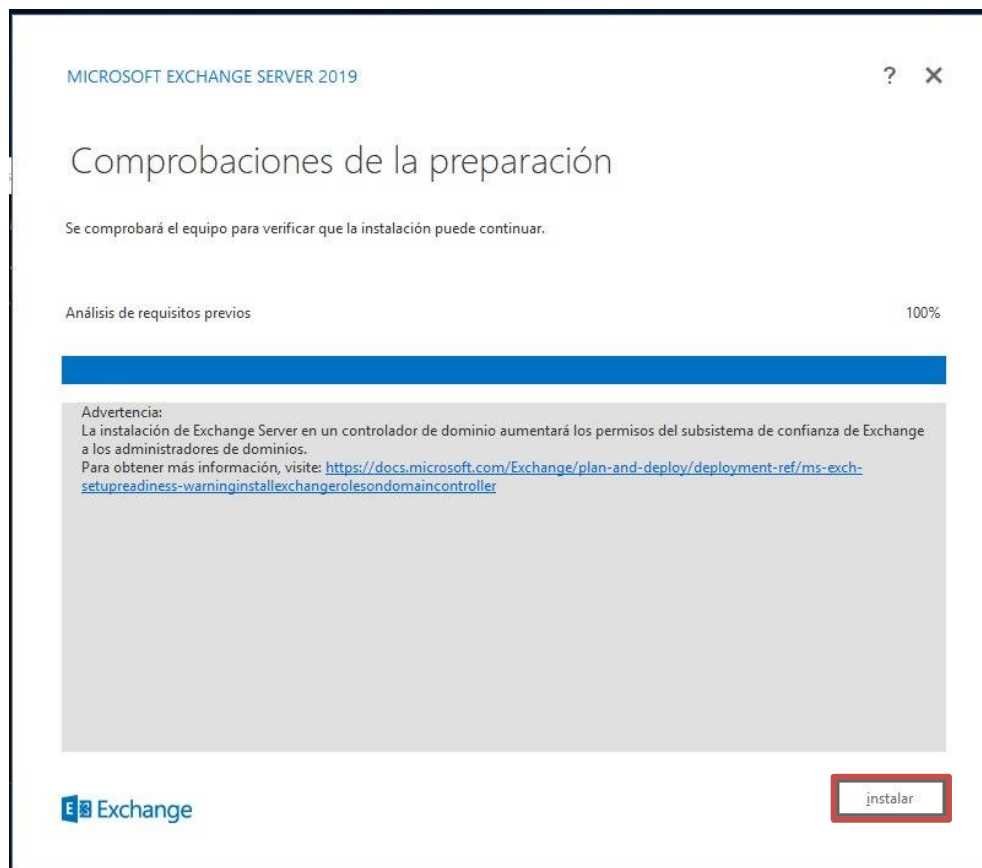 MICROSOFT EXCHANGE SERVER 2019
? ✕
Comprobaciones de la preparación
Se comprobará el equipo para verificar que la instalación puede continuar.
Análisis de requisitos previos 100%
Advertencia:
La instalación de Exchange Server en un controlador de dominio aumentará los permisos del subsistema de confianza de Exchange
a los administradores de dominios.
Para obtener más información, visite: https://docs.microsoft.com/Exchange/plan-and-deploy/deployment-ref/ms-exch-
setupreadiness-warninginstallexchangerolesondomaincontroller
Exchange
instalar